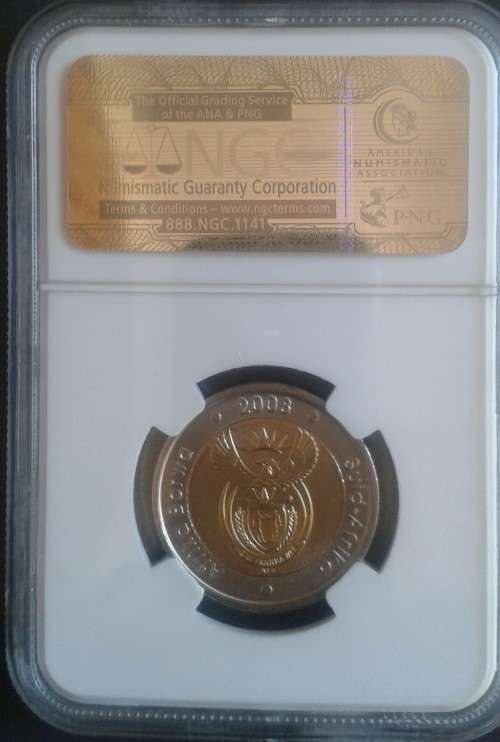 The Official Grading Service
of the ANA & PNG
NGC
Numismatic Guaranty Corporation
Terms & Conditions – www.ngcterms.com
888.NGC.1141
AMERICAN
NUMISMATIC
ASSOCIATION
PNG
2008
Afrika Borwa
Suid-Afrika